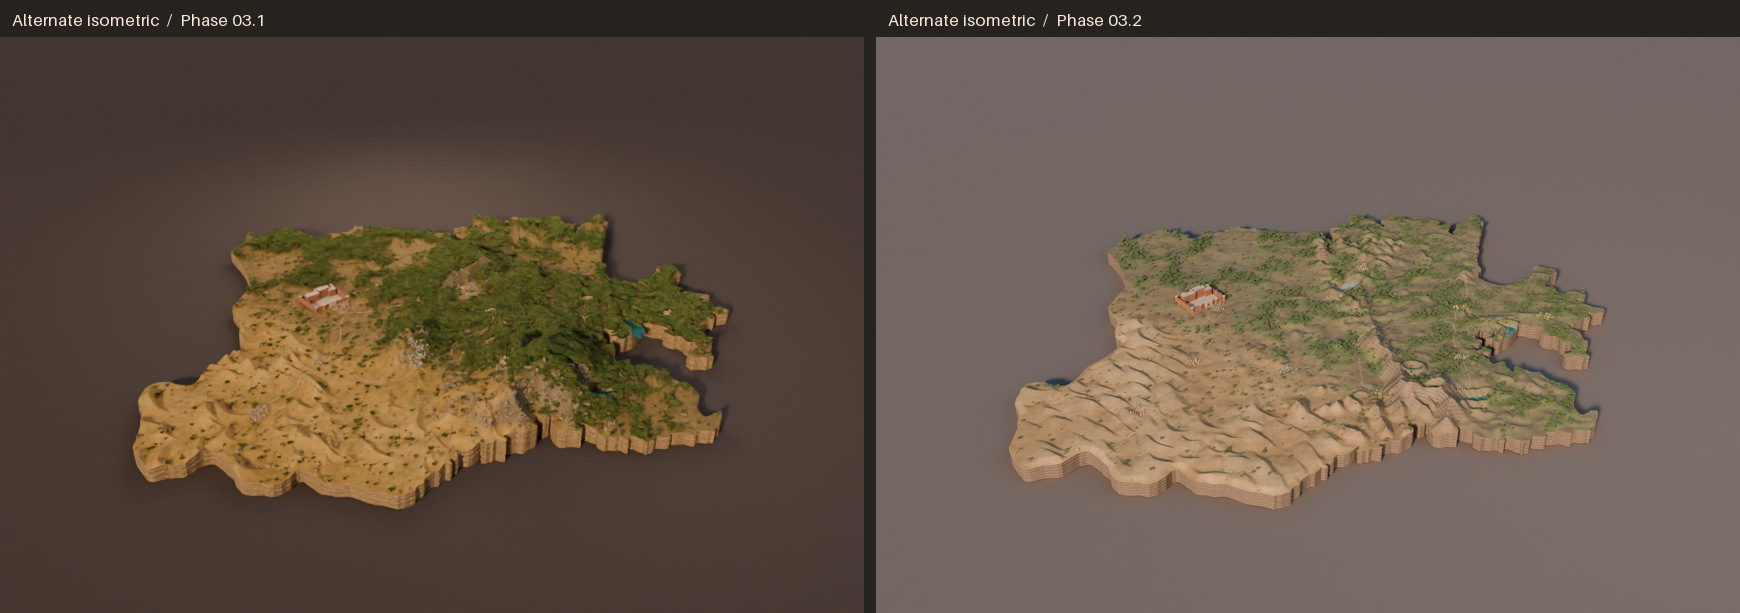 Alternate isometric / Phase 03.1
Alternate isometric / Phase 03.2